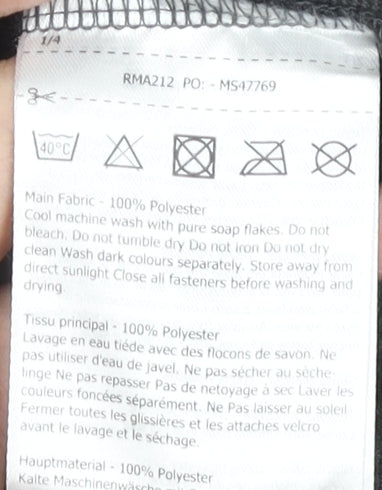 1/4
RMA212 PO: - MS47769
40°C
Main Fabric - 100% Polyester
Cool machine wash with pure soap flakes. Do not
bleach. Do not tumble dry Do not iron Do not dry
clean Wash dark colours separately. Store away from
direct sunlight Close all fasteners before washing and
drying.
Tissu principal - 100% Polyester
Lavage en eau tiéde avec des flocons de savon. Ne
pas utiliser d'eau de javel. Ne pas sécher au sèche
linge Ne pas repasser Pas de netoyage à sec Laver les
couleurs foncées séparément. Ne Pas laisser au soleil
Fermer toutes les glissières et les attaches velcro
avant le lavage et le séchage.
Hauptmaterial - 100% Polyester
Kalte Maschinenwäsche